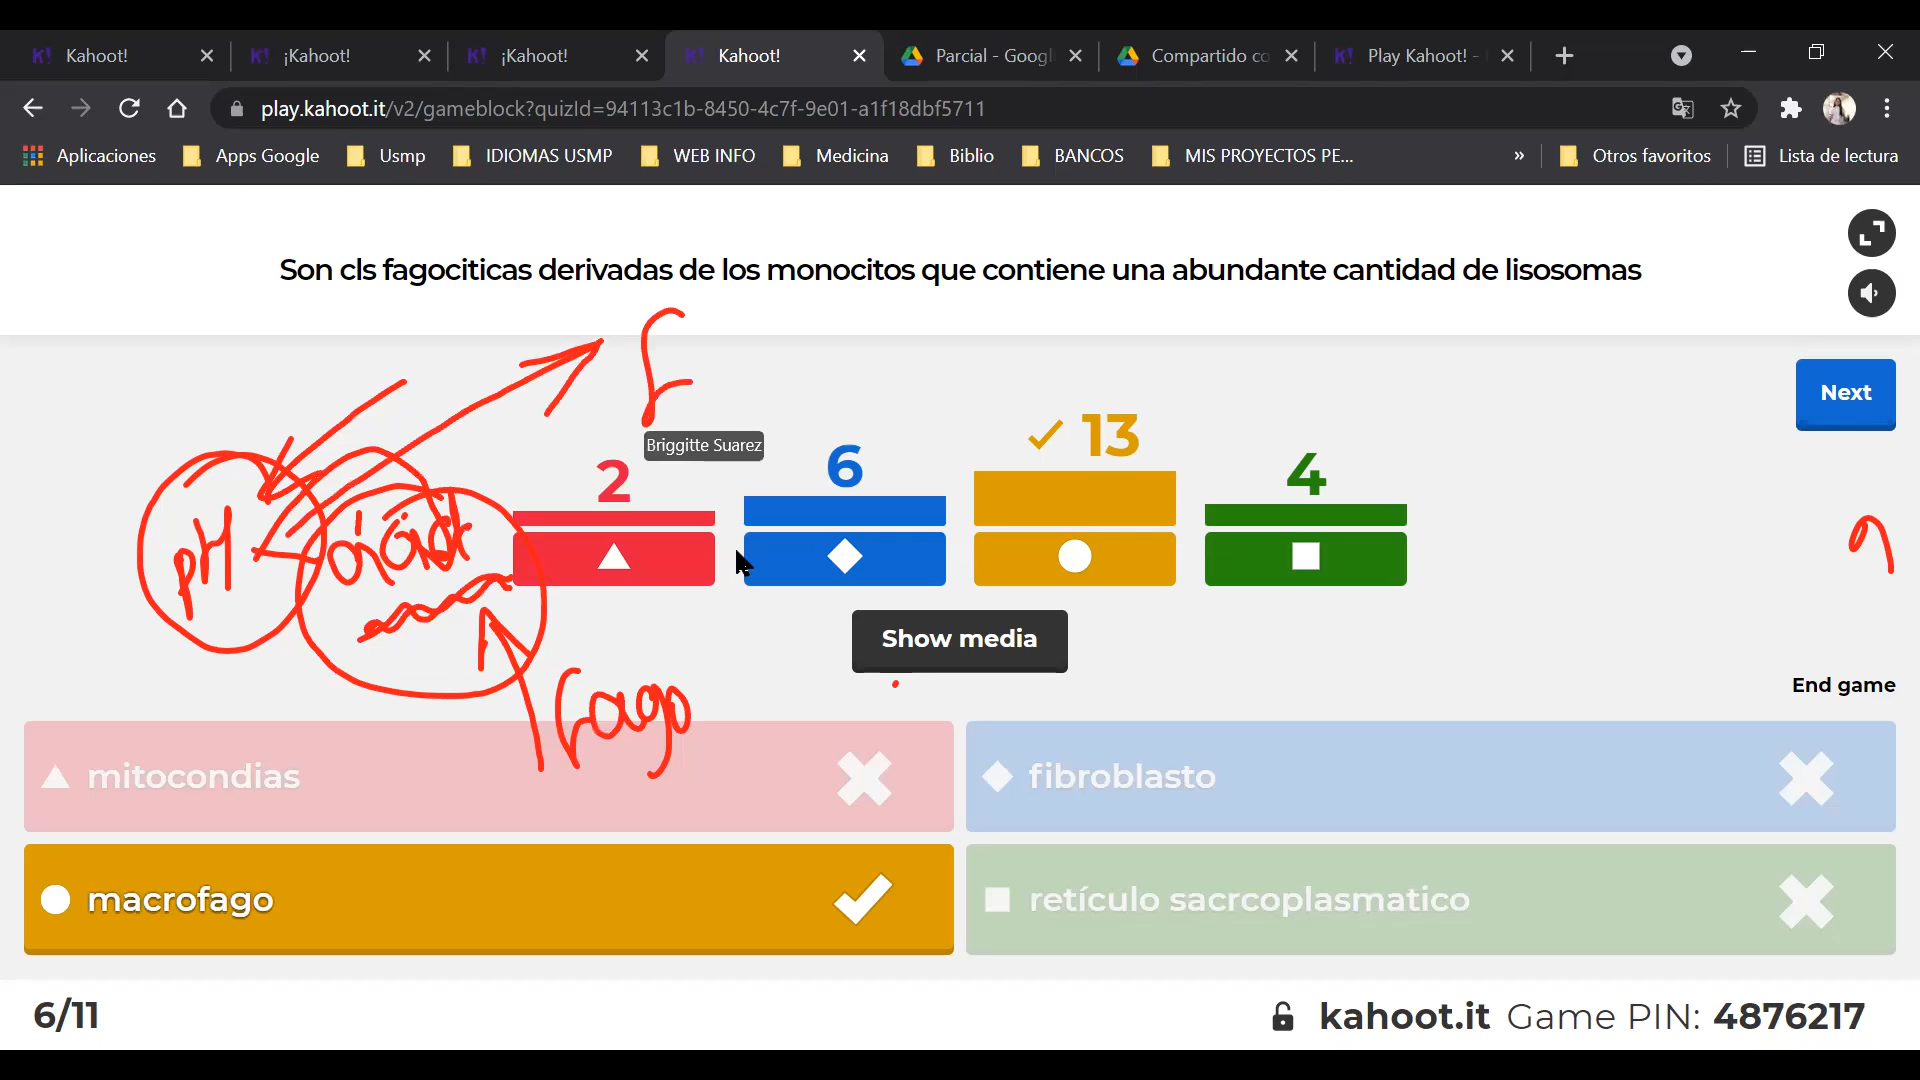 Kahoot!
¡Kahoot!
¡Kahoot!
Kahoot!
Parcial - Googl
Compartido co
Play Kahoot! -
play.kahoot.it/v2/gameblock?quizId=94113c1b-8450-4c7f-9e01-a1f18dbf5711
Aplicaciones
Apps Google
Usmp
IDIOMAS USMP
WEB INFO
Medicina
Biblio
BANCOS
MIS PROYECTOS PE...
»
Otros favoritos
Lista de lectura
Son cls fagociticas derivadas de los monocitos que contiene una abundante cantidad de lisosomas
Next
Briggitte Suarez
2
6
13
4
pH
Show media
Fago
End game
mitocondias
fibroblasto
macrofago
retículo sacrcoplasmatico
6/11
kahoot.it Game PIN: 4876217